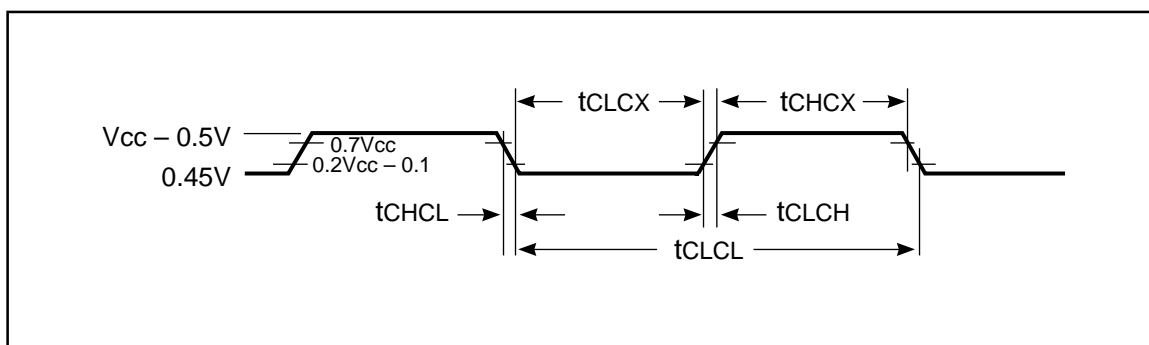 tCLCX
tCHCX
Vcc – 0.5V
0.7Vcc
0.2Vcc – 0.1
0.45V
tCHCL
tCLCH
tCLCL